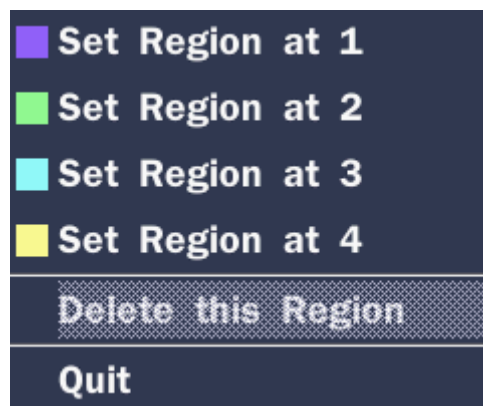 Set Region at 1
Set Region at 2
Set Region at 3
Set Region at 4
Delete this Region
Quit